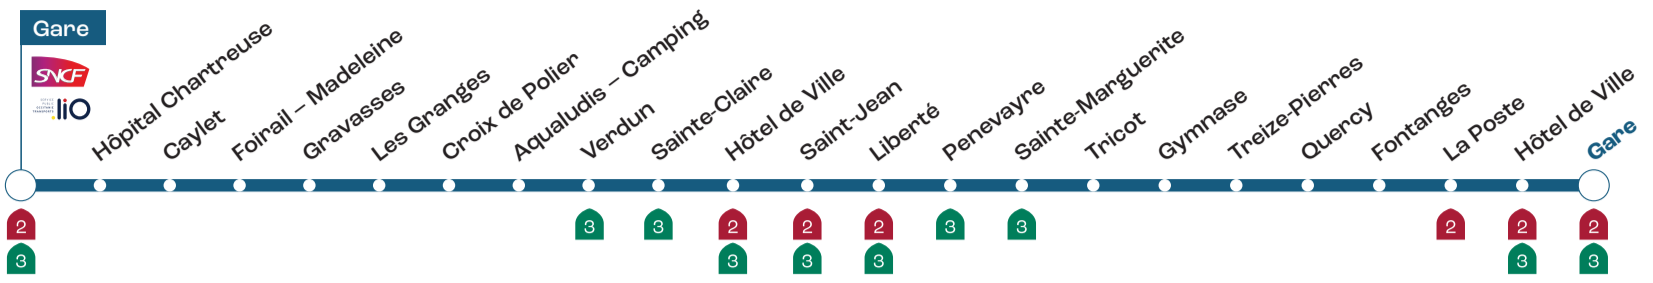 Gare
SNCF
liO
Hôpital Chartreuse
Caylet
Foirail – Madeleine
Gravasses
Les Granges
Croix de Polier
Aqualudis – Camping
Verdun
Sainte-Claire
Hôtel de Ville
Saint-Jean
Liberté
Penevayre
Sainte-Marguerite
Tricot
Gymnase
Treize-Pierres
Quercy
Fontanges
La Poste
Hôtel de Ville
Gare
2 3 3 2 2 2 3 3 2 2 2
3 3 3 3 3 3